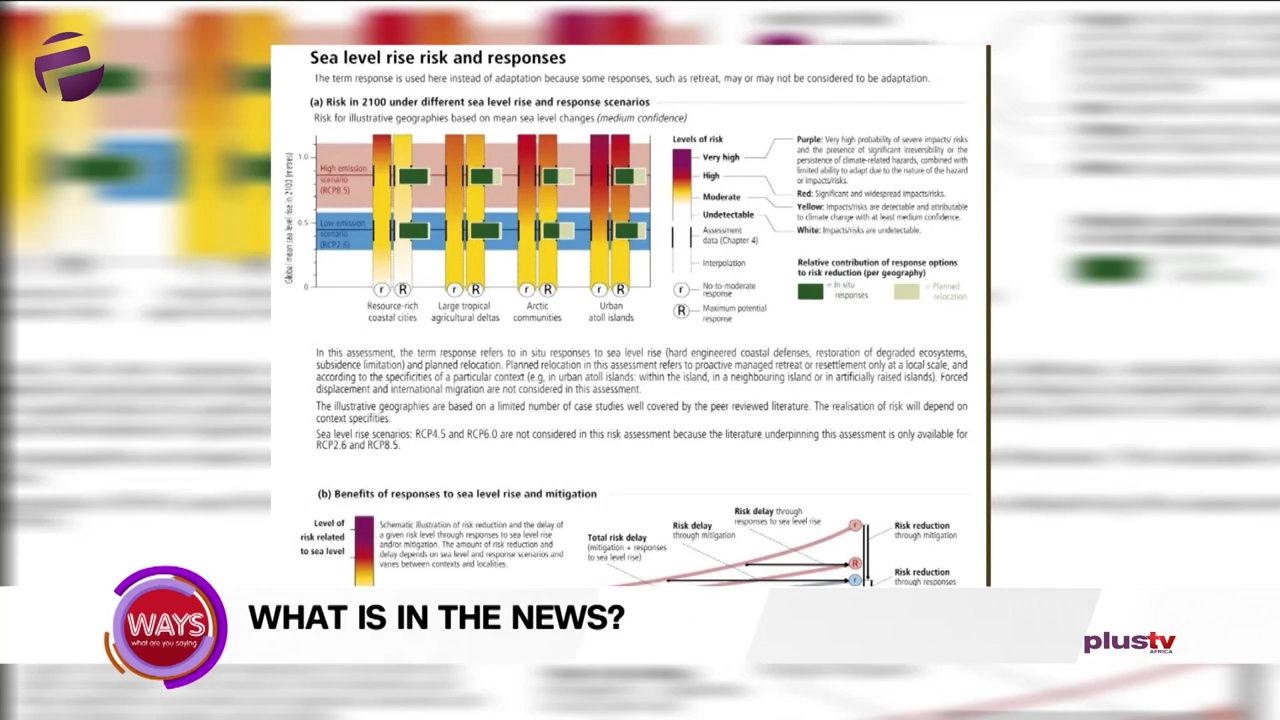 Sea level rise risk and responses
The term response is used here instead of adaptation because some responses, such as retreat, may or may not be considered to be adaptation.
(a) Risk in 2100 under different sea level rise and response scenarios
Risk for illustrative geographies based on mean sea level changes (medium confidence)
Global mean sea level rise in 2100 (metres)
1.0
0.5
0
High emission
scenario
(RCP8.5)
Low emission
scenario
(RCP2.6)
r R r R r R r R
Resource-rich
coastal cities
Large tropical
agricultural deltas
Arctic
communities
Urban
atoll islands
Levels of risk
Very high
High
Moderate
Undetectable
Assessment
data (Chapter 4)
Interpolation
r No-to-moderate
response
R Maximum potential
response
Purple: Very high probability of severe impacts/ risks
and the presence of significant irreversibility or the
persistence of climate-related hazards, combined with
limited ability to adapt due to the nature of the hazard
or impacts/risks.
Red: Significant and widespread impacts/risks.
Yellow: Impacts/risks are detectable and attributable
to climate change with at least medium confidence.
White: Impacts/risks are undetectable.
Relative contribution of response options
to risk reduction (per geography)
= In situ
responses
= Planned
relocation
In this assessment, the term response refers to in situ responses to sea level rise (hard engineered coastal defenses, restoration of degraded ecosystems,
subsidence limitation) and planned relocation. Planned relocation in this assessment refers to proactive managed retreat or resettlement only at a local scale, and
according to the specificities of a particular context (e.g, in urban atoll islands: within the island, in a neighbouring island or in artificially raised islands). Forced
displacement and international migration are not considered in this assessment.
The illustrative geographies are based on a limited number of case studies well covered by the peer reviewed literature. The realisation of risk will depend on
context specifities.
Sea level rise scenarios: RCP4.5 and RCP6.0 are not considered in this risk assessment because the literature underpinning this assessment is only available for
RCP2.6 and RCP8.5.
(b) Benefits of responses to sea level rise and mitigation
Level of
risk related
to sea level
Schematic illustration of risk reduction and the delay of
a given risk level through responses to sea level rise
and/or mitigation. The amount of risk reduction and
delay depends on sea level and response scenarios and
varies between contexts and localities.
Total risk delay
(mitigation + responses
to sea level rise)
Risk delay
through mitigation
Risk delay through
responses to sea level rise
r
R
r
Risk reduction
through mitigation
Risk reduction
through responses
WAYS
what are you saying
WHAT IS IN THE NEWS?
plustv
AFRICA